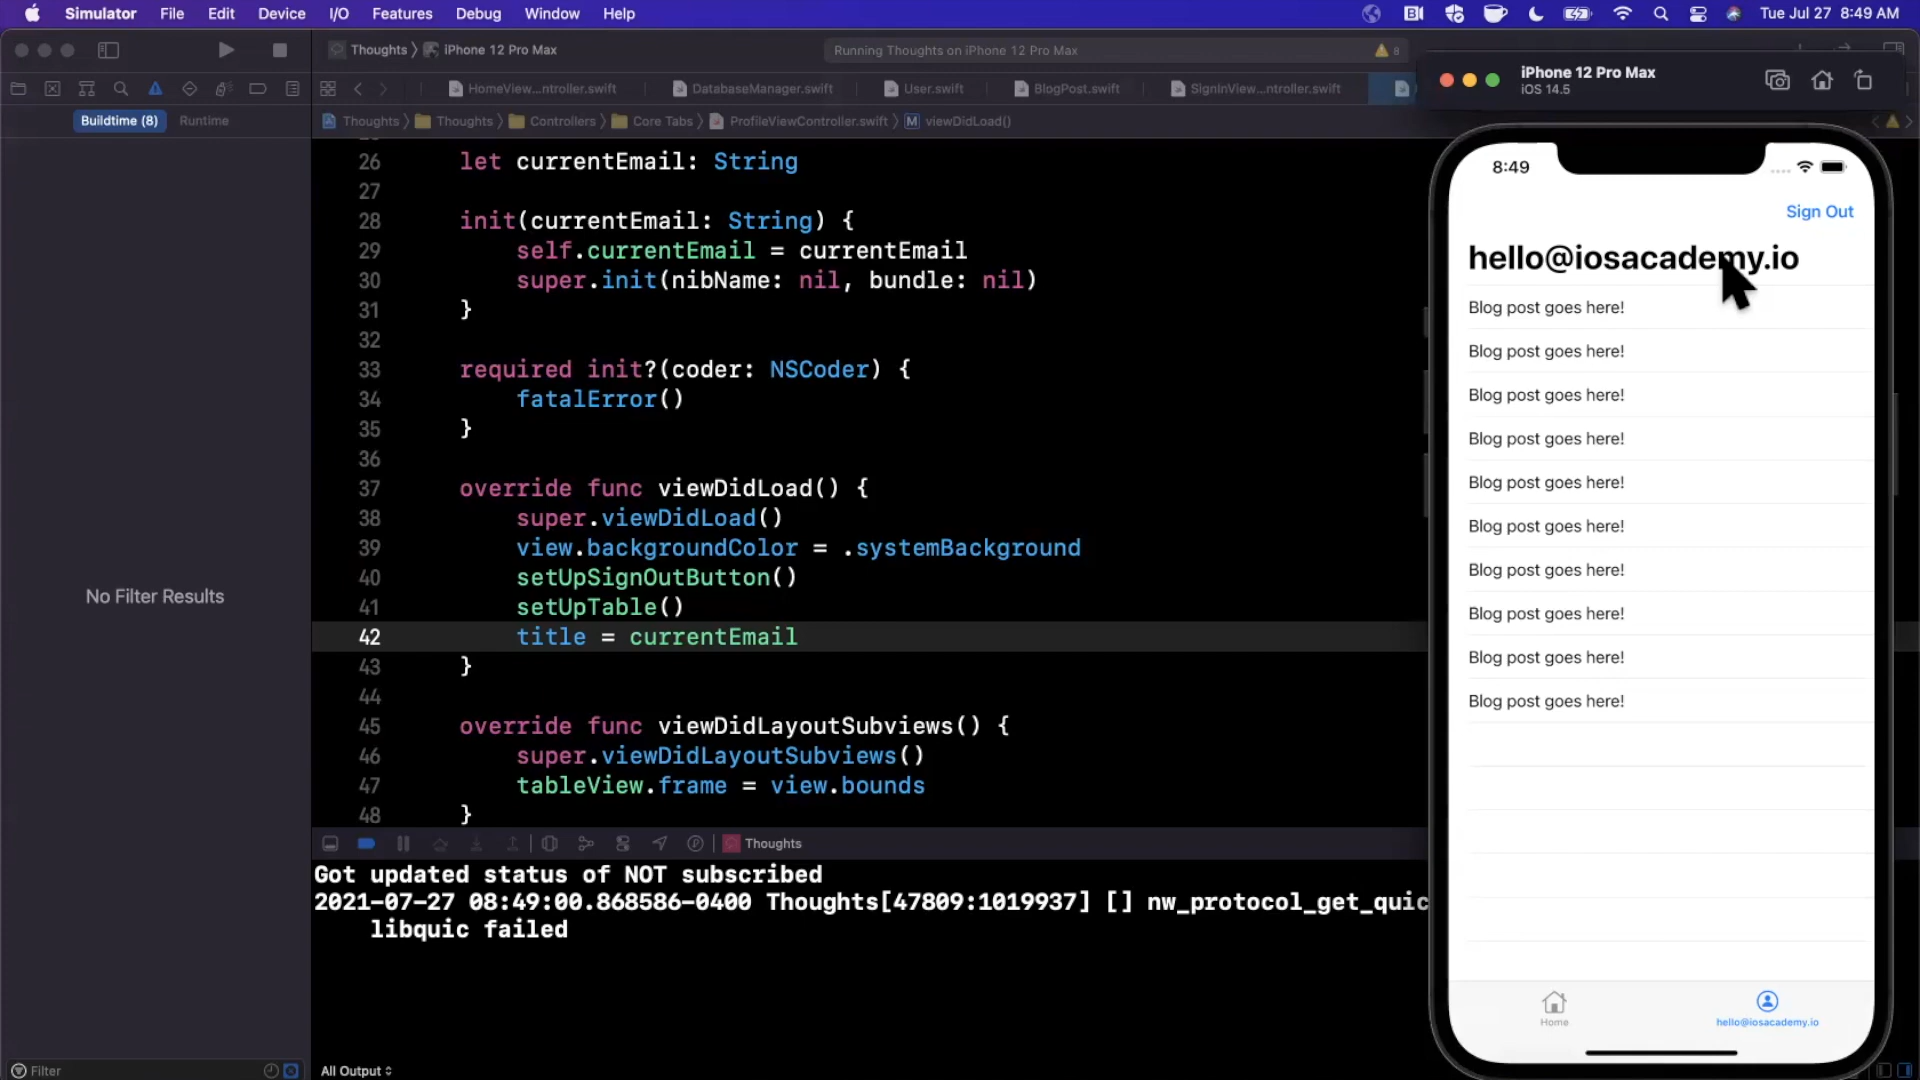 Simulator File Edit Device I/O Features Debug Window Help Tue Jul 27 8:49 AM
Thoughts iPhone 12 Pro Max Running Thoughts on iPhone 12 Pro Max 8
HomeView...ntroller.swift DatabaseManager.swift User.swift BlogPost.swift SignInView...ntroller.swift
Buildtime (8) Runtime
Thoughts Thoughts Controllers Core Tabs ProfileViewController.swift M viewDidLoad()
No Filter Results
Filter
26 let currentEmail: String
27
28 init(currentEmail: String) {
29 self.currentEmail = currentEmail
30 super.init(nibName: nil, bundle: nil)
31 }
32
33 required init?(coder: NSCoder) {
34 fatalError()
35 }
36
37 override func viewDidLoad() {
38 super.viewDidLoad()
39 view.backgroundColor = .systemBackground
40 setUpSignOutButton()
41 setUpTable()
42 title = currentEmail
43 }
44
45 override func viewDidLayoutSubviews() {
46 super.viewDidLayoutSubviews()
47 tableView.frame = view.bounds
48 }
Thoughts
Got updated status of NOT subscribed
2021-07-27 08:49:00.868586-0400 Thoughts[47809:1019937] [] nw_protocol_get_quic
libquic failed
All Output
iPhone 12 Pro Max
iOS 14.5
8:49
Sign Out
hello@iosacademy.io
Blog post goes here!
Blog post goes here!
Blog post goes here!
Blog post goes here!
Blog post goes here!
Blog post goes here!
Blog post goes here!
Blog post goes here!
Blog post goes here!
Blog post goes here!
Home
hello@iosacademy.io